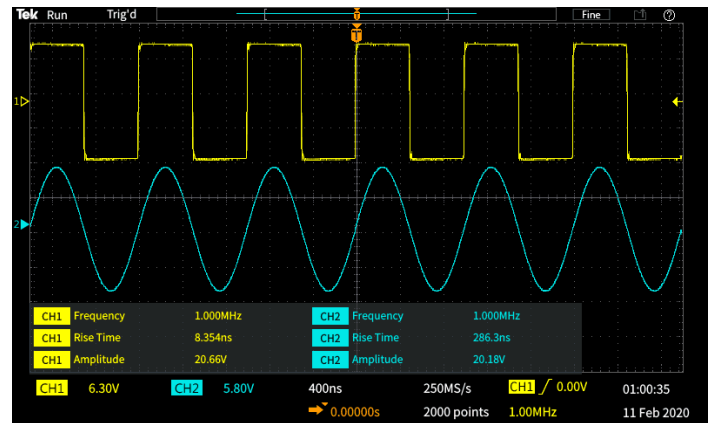 Tek Run Trig'd T Fine
T
1
2
CH1 Frequency 1.000MHz CH2 Frequency 1.000MHz
CH1 Rise Time 8.354ns CH2 Rise Time 286.3ns
CH1 Amplitude 20.66V CH2 Amplitude 20.18V
CH1 6.30V CH2 5.80V 400ns 250MS/s CH1 0.00V 01:00:35
0.00000s 2000 points 1.00MHz 11 Feb 2020